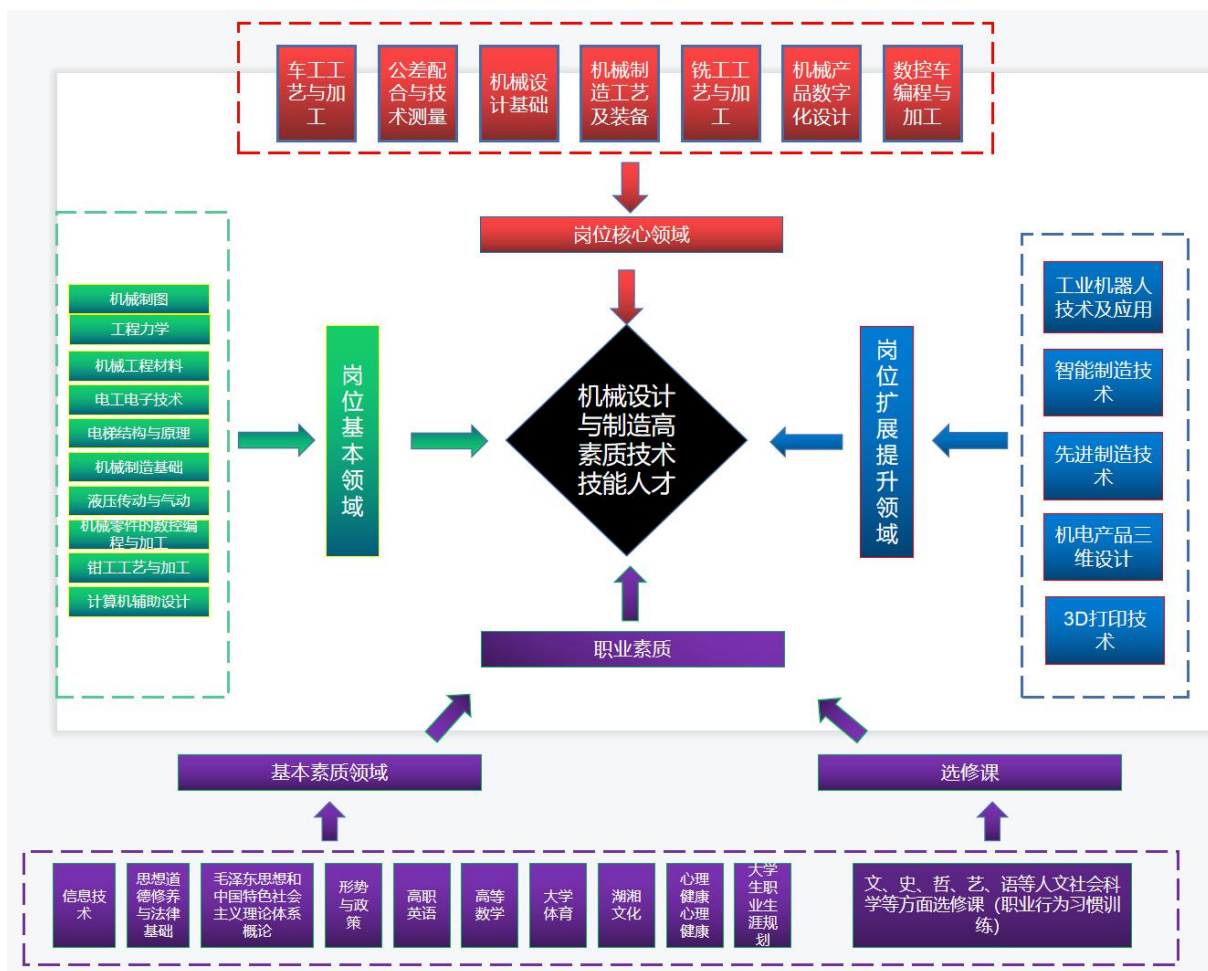 车工工
艺与加
工
公差配
合与技
术测量
机械设
计基础
机械制
造工艺
及装备
铣工工
艺与加
工
机械产
品数字
化设计
数控车
编程与
加工
岗位核心领域
机械制图
工程力学
机械工程材料
电工电子技术
电梯结构与原理
机械制造基础
液压传动与气动
机械零件的数控编
程与加工
钳工工艺与加工
计算机辅助设计
岗
位
基
本
领
域
机械设计
与制造高
素质技术
技能人才
岗
位
扩
展
提
升
领
域
工业机器人
技术及应用
智能制造技
术
先进制造技
术
机电产品三
维设计
3D打印技
术
职业素质
基本素质领域
选修课
信息技
术
思想道
德修养
与法律
基础
毛泽东思想和
中国特色社会
主义理论体系
概论
形势
与政
策
高职
英语
高等
数学
大学
体育
湖湘
文化
心理
健康
心理
健康
大学
生职
业生
涯规
划
文、史、哲、艺、语等人文社会科
学等方面选修课（职业行为习惯训
练）